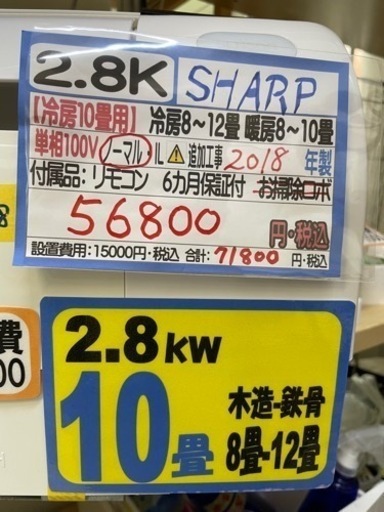 2.8K SHARP
【冷房10畳用】 冷房8～12畳 暖房8～10畳
単相100V ノーマル・IL 追加工事 2018 年製
付属品：リモコン 6カ月保証付 お掃除ロボ
56800 円・税込
設置費用：15000円・税込 合計：71800 円・税込
費
00
8
2.8kw
10畳
木造-鉄骨
8畳-12畳